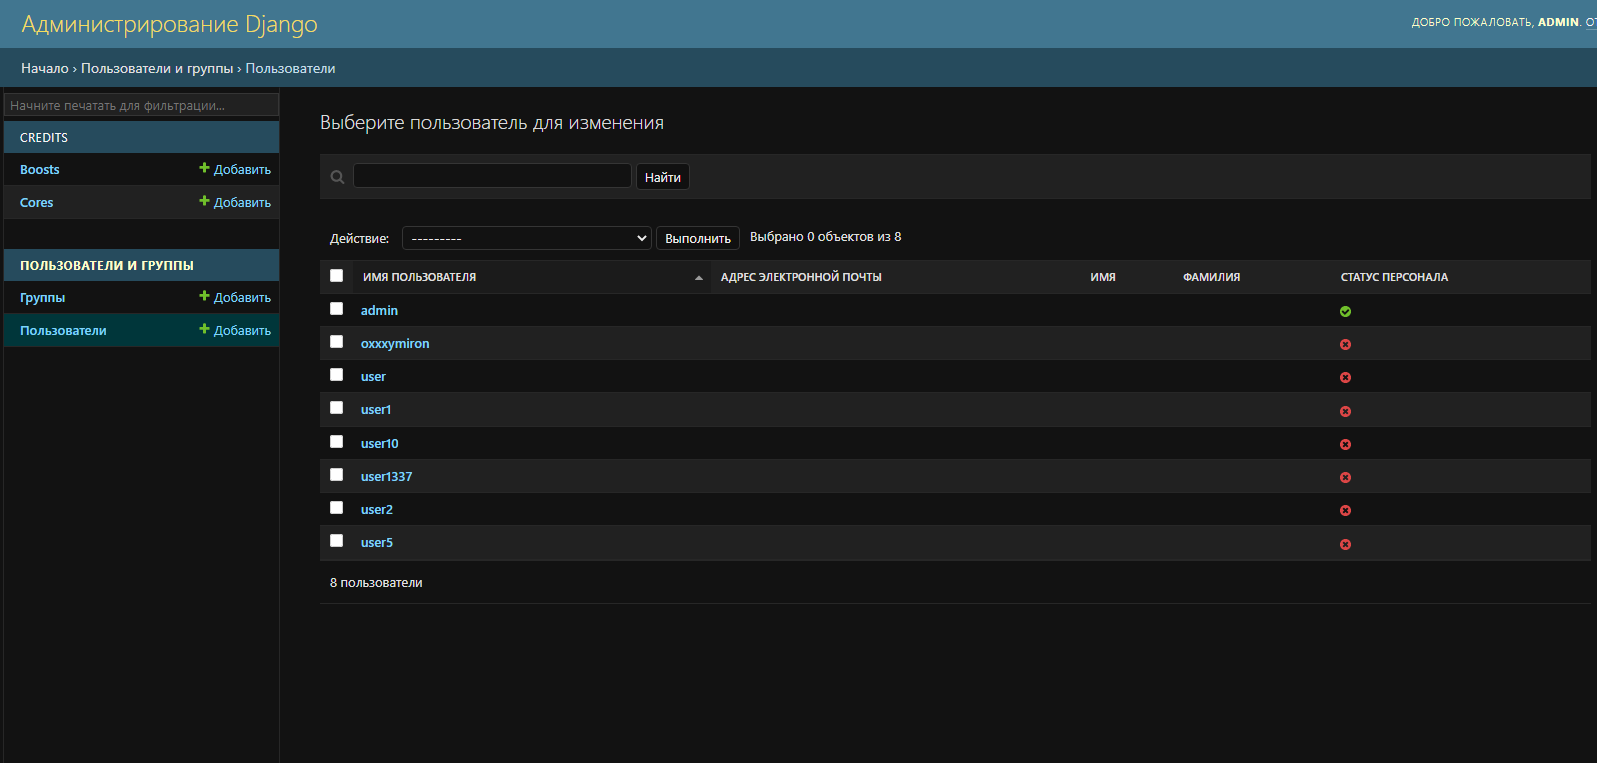 Администрирование Django
ДОБРО ПОЖАЛОВАТЬ, ADMIN. ОТ
Начало › Пользователи и группы › Пользователи
Начните печатать для фильтрации...
CREDITS
Boosts Добавить
Cores Добавить
ПОЛЬЗОВАТЕЛИ И ГРУППЫ
Группы Добавить
Пользователи Добавить
Выберите пользователь для изменения
Найти
Действие: --------- Выполнить Выбрано 0 объектов из 8
ИМЯ ПОЛЬЗОВАТЕЛЯ АДРЕС ЭЛЕКТРОННОЙ ПОЧТЫ ИМЯ ФАМИЛИЯ СТАТУС ПЕРСОНАЛА
admin
oxxxymiron
user
user1
user10
user1337
user2
user5
8 пользователи